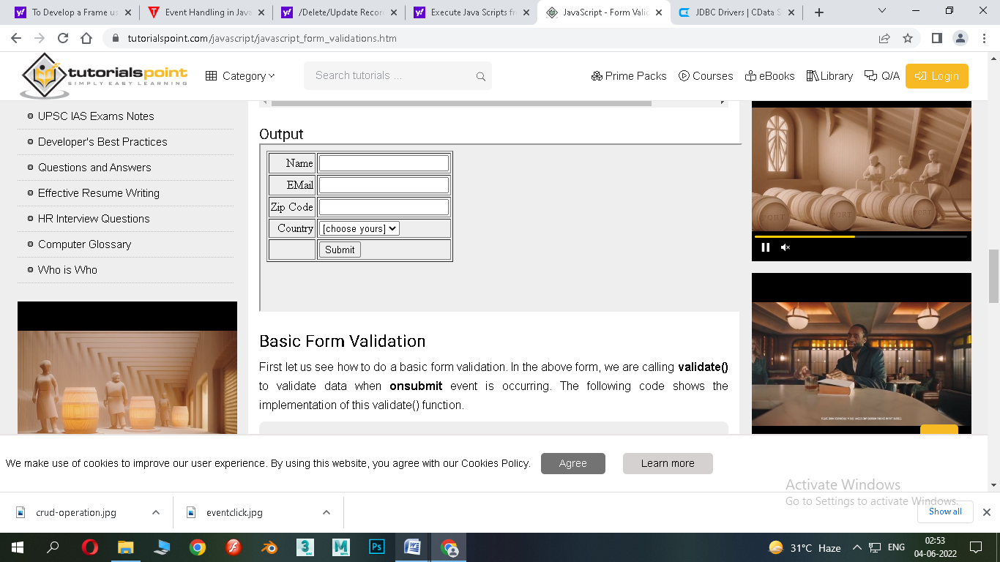 To Develop a Frame us
Event Handling in Java
/Delete/Update Recor
Execute Java Scripts fr
JavaScript - Form Valid
JDBC Drivers | CData S
tutorialspoint.com/javascript/javascript_form_validations.htm
tutorialspoint
SIMPLY EASY LEARNING
Category
Search tutorials ...
Prime Packs
Courses
eBooks
Library
Q/A
Login
UPSC IAS Exams Notes
Developer's Best Practices
Questions and Answers
Effective Resume Writing
HR Interview Questions
Computer Glossary
Who is Who
Output
Name
EMail
Zip Code
Country [choose yours]
Submit
PORT PORT
Basic Form Validation
First let us see how to do a basic form validation. In the above form, we are calling validate()
to validate data when onsubmit event is occurring. The following code shows the
implementation of this validate() function.
We make use of cookies to improve our user experience. By using this website, you agree with our Cookies Policy. Agree Learn more
Activate Windows
Go to Settings to activate Windows.
crud-operation.jpg
eventclick.jpg
Show all
31°C Haze
ENG
02:53
04-06-2022